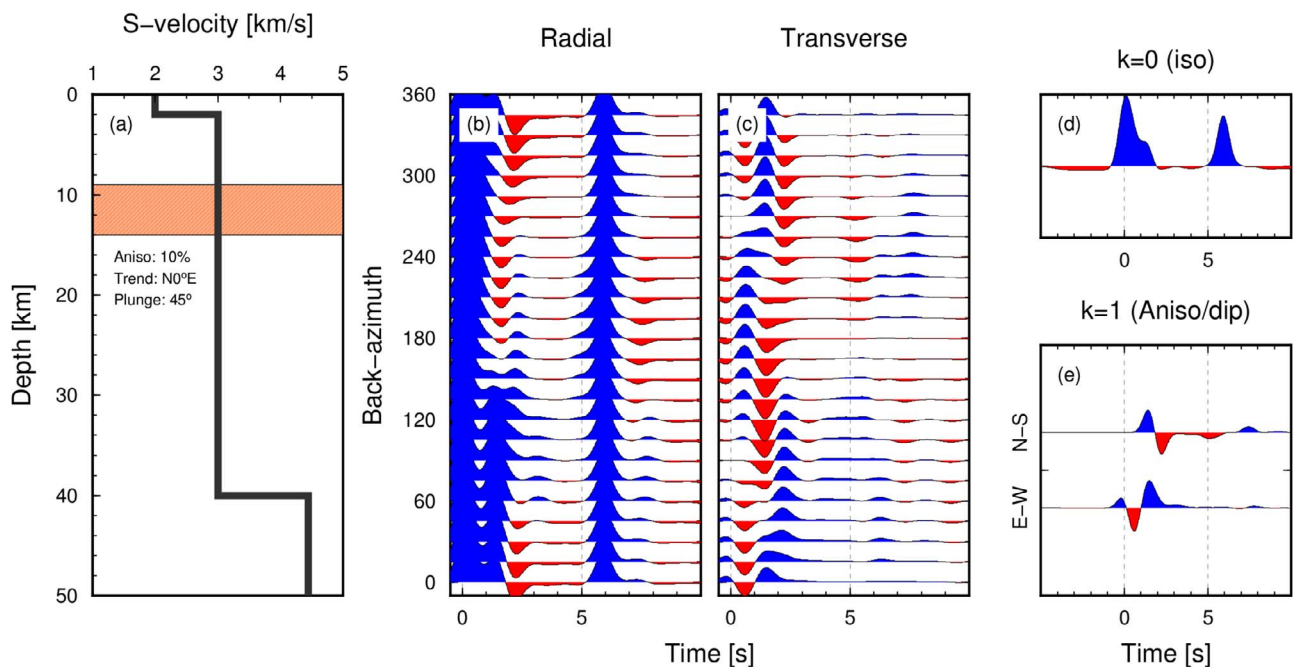 S-velocity [km/s]
1 2 3 4 5
0
10
20
30
40
50
Depth [km]
(a)
Aniso: 10%
Trend: N0ºE
Plunge: 45º
Radial
Transverse
360
300
240
180
120
60
0
Back-azimuth
(b)
(c)
0 5
0 5
Time [s]
k=0 (iso)
(d)
0 5
k=1 (Aniso/dip)
(e)
N-S
E-W
0 5
Time [s]